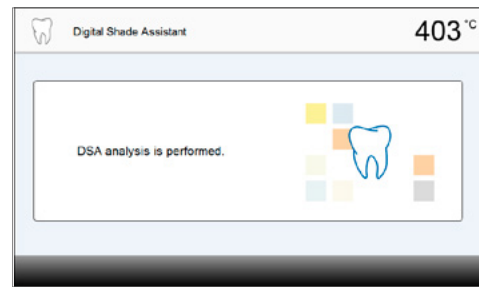 Digital Shade Assistant 403 °C
DSA analysis is performed.